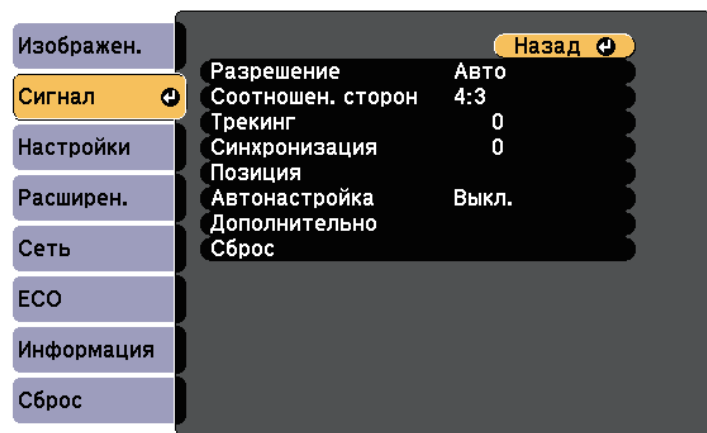 Изображен.
Сигнал
Настройки
Расширен.
Сеть
ECO
Информация
Сброс
Назад
Разрешение Авто
Соотношен. сторон 4:3
Трекинг 0
Синхронизация 0
Позиция
Автонастройка Выкл.
Дополнительно
Сброс